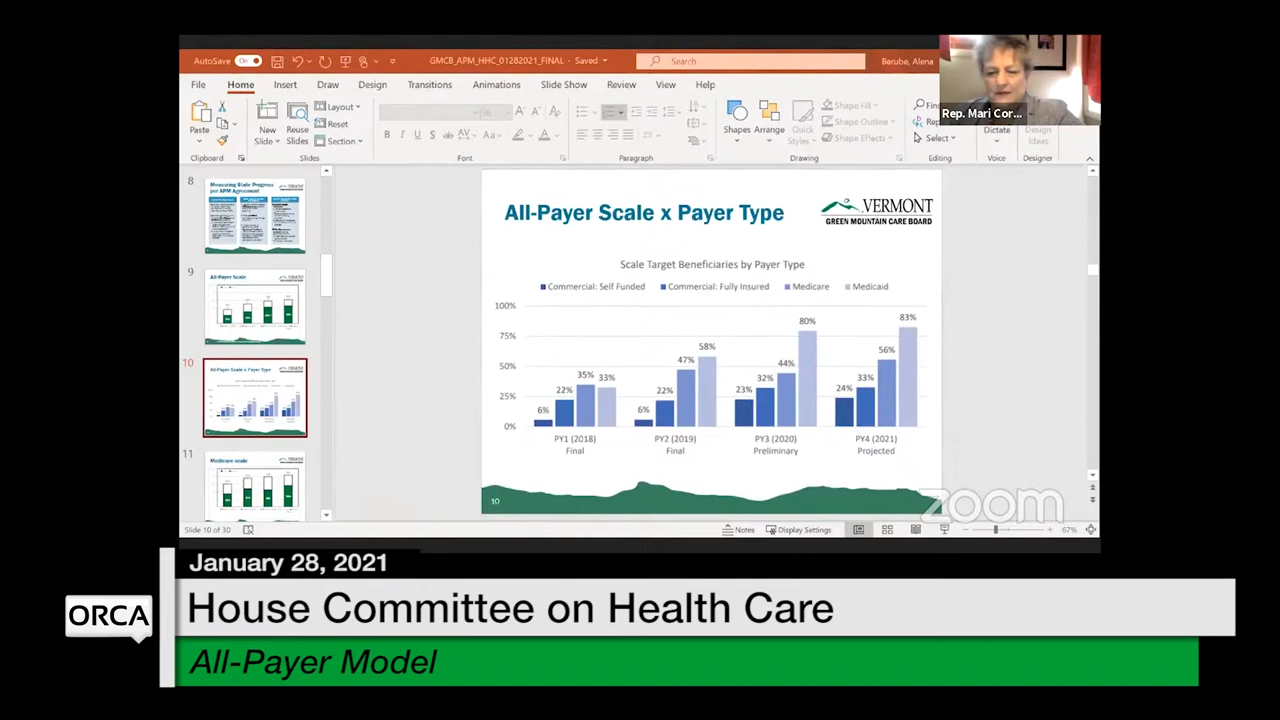 AutoSave On
GMCB_APM_HHC_01282021_FINAL - Saved
Search
Berube, Alena
Rep. Mari Cor...
File Home Insert Draw Design Transitions Animations Slide Show Review View Help
Paste
New Slide
Reuse Slides
Layout
Reset
Section
Shapes
Arrange
Quick Styles
Shape Fill
Shape Outline
Shape Effects
Select
Dictate
Design Ideas
Clipboard Slides Font Paragraph Drawing Editing Voice Designer
8
Measuring State Progress
per APM Agreement
9
All-Payer Scale
10
All-Payer Scale x Payer Type
11
Medicare Scale
All-Payer Scale x Payer Type
VERMONT
GREEN MOUNTAIN CARE BOARD
Scale Target Beneficiaries by Payer Type
Commercial: Self Funded Commercial: Fully Insured Medicare Medicaid
100%
75%
50%
25%
0%
6% 22% 35% 33%
6% 22% 47% 58%
23% 32% 44% 80%
24% 33% 56% 83%
PY1 (2018)
Final
PY2 (2019)
Final
PY3 (2020)
Preliminary
PY4 (2021)
Projected
10
zoom
Slide 10 of 30
Notes
Display Settings
67%
January 28, 2021
ORCA
House Committee on Health Care
All-Payer Model